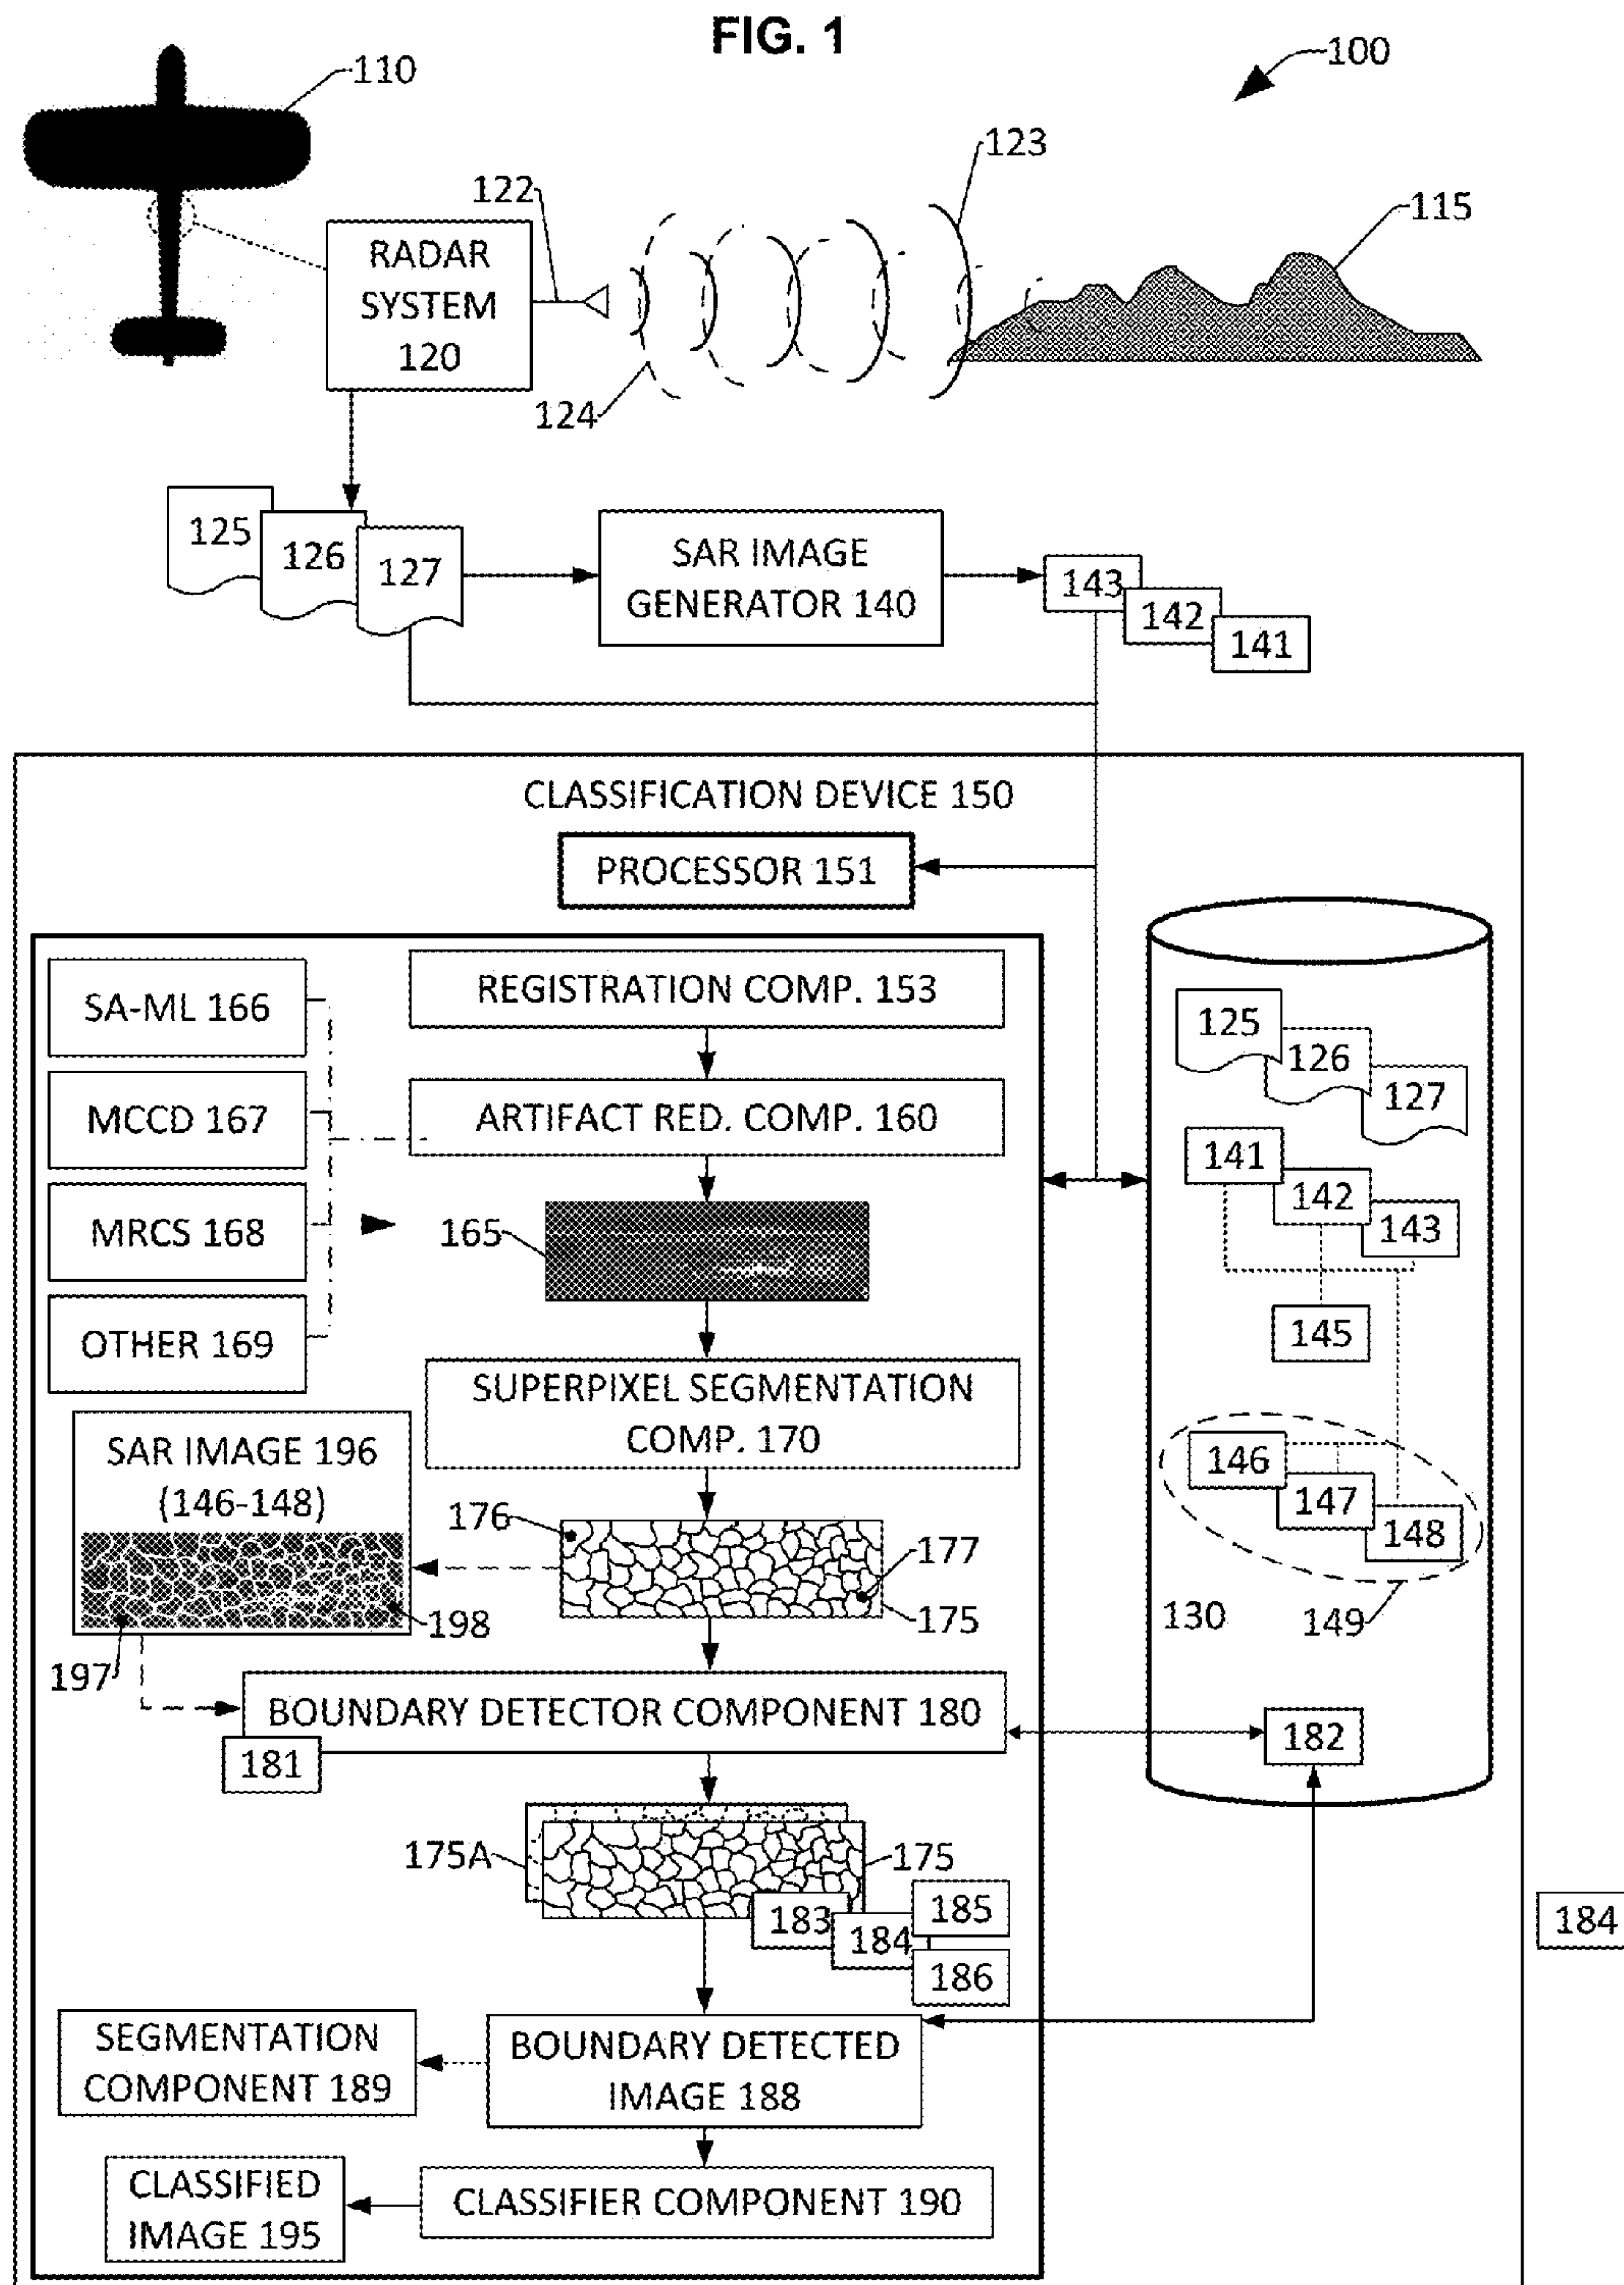 FIG. 1
100
110
123
122
115
RADAR
SYSTEM
120
124
125
126
127
SAR IMAGE
GENERATOR 140
143
142
141
CLASSIFICATION DEVICE 150
PROCESSOR 151
SA-ML 166
MCCD 167
MRCS 168
OTHER 169
REGISTRATION COMP. 153
ARTIFACT RED. COMP. 160
165
SUPERPIXEL SEGMENTATION
COMP. 170
SAR IMAGE 196
(146-148)
176
177
175
198
197
BOUNDARY DETECTOR COMPONENT 180
181
175A
175
183
184
185
186
SEGMENTATION
COMPONENT 189
BOUNDARY DETECTED
IMAGE 188
CLASSIFIED
IMAGE 195
CLASSIFIER COMPONENT 190
125
126
127
141
142
143
145
146
147
148
130
149
182
184